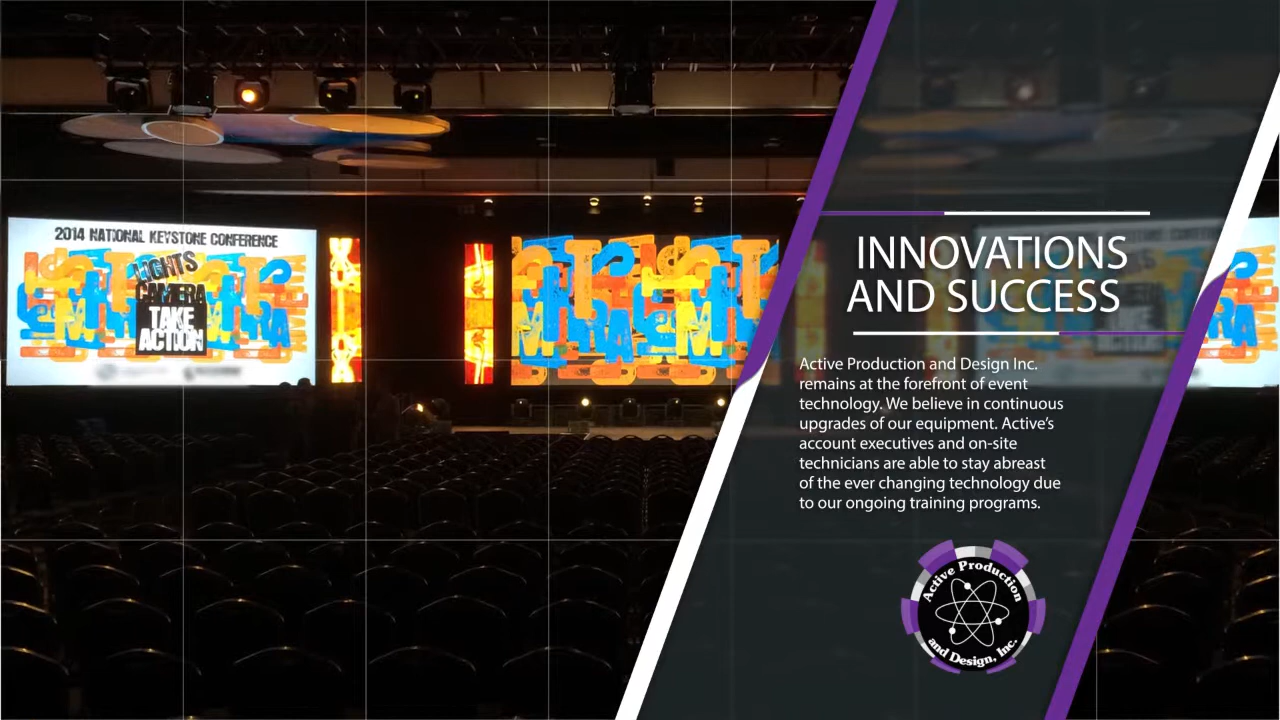 2014 NATIONAL KEYSTONE CONFERENCE
LIGHTS
CAMERA
TAKE
ACTION
INNOVATIONS
AND SUCCESS
Active Production and Design Inc.
remains at the forefront of event
technology. We believe in continuous
upgrades of our equipment. Active's
account executives and on-site
technicians are able to stay abreast
of the ever changing technology due
to our ongoing training programs.
Active Production
and Design, Inc.